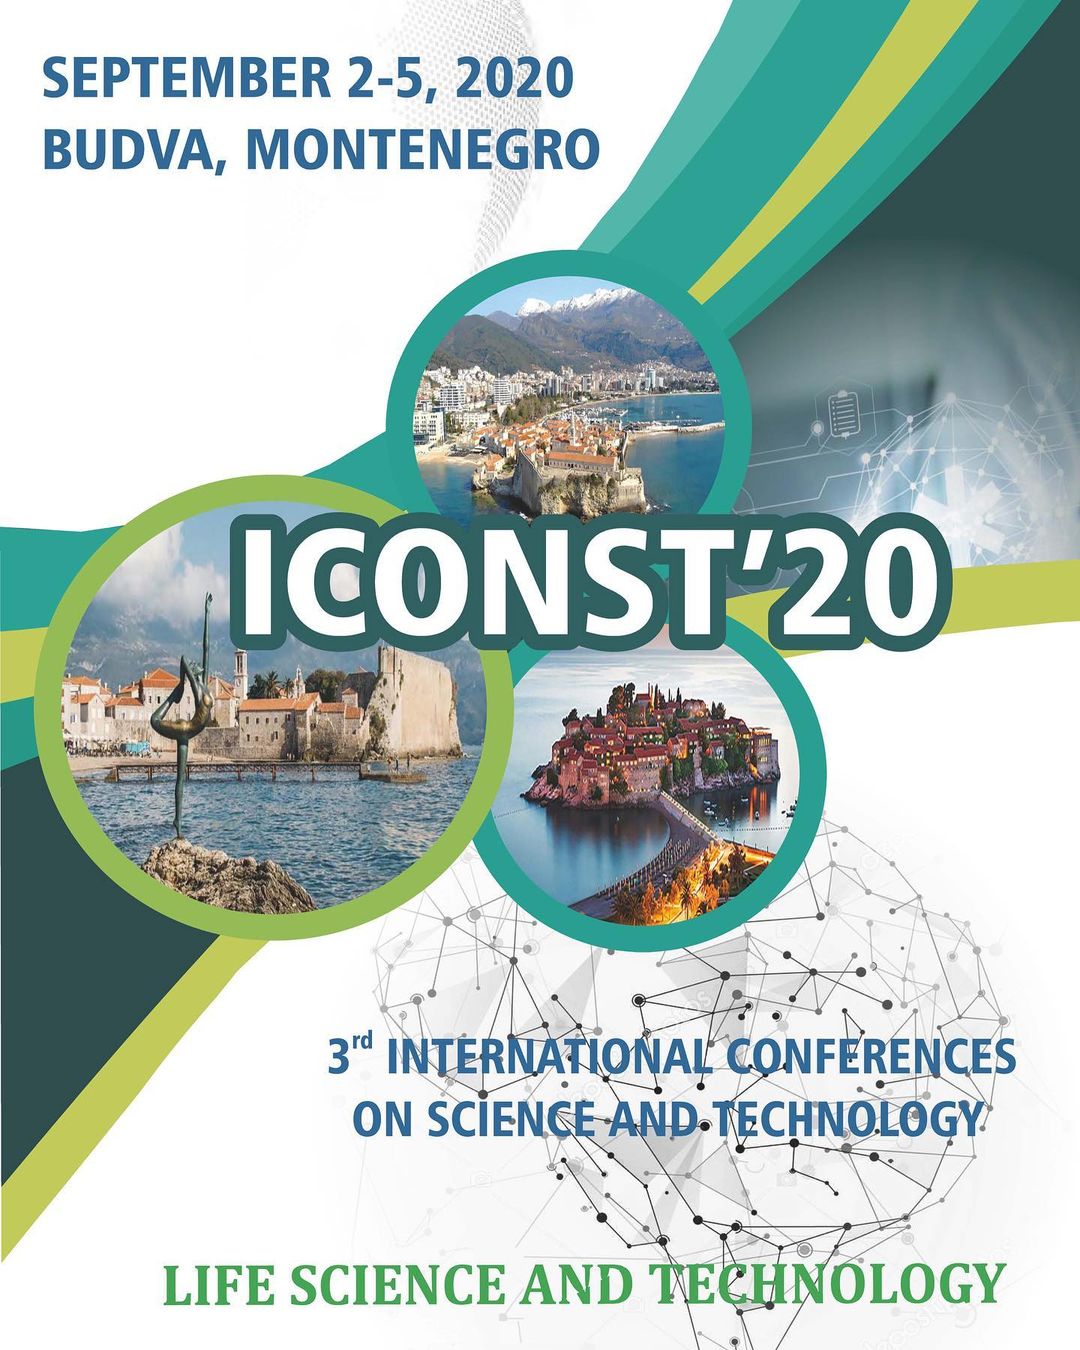 SEPTEMBER 2-5, 2020
BUDVA, MONTENEGRO
ICONST'20
3rd INTERNATIONAL CONFERENCES
ON SCIENCE AND TECHNOLOGY
LIFE SCIENCE AND TECHNOLOGY